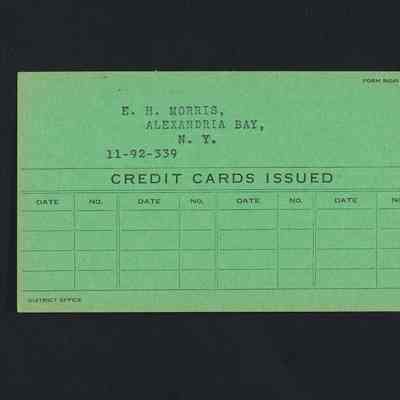 FORM
E. H. MORRIS,
ALEXANDRIA BAY,
N. Y.
11-92-339
CREDIT CARDS ISSUED
DATE NO. DATE NO. DATE NO. DATE
DISTRICT OFFICE